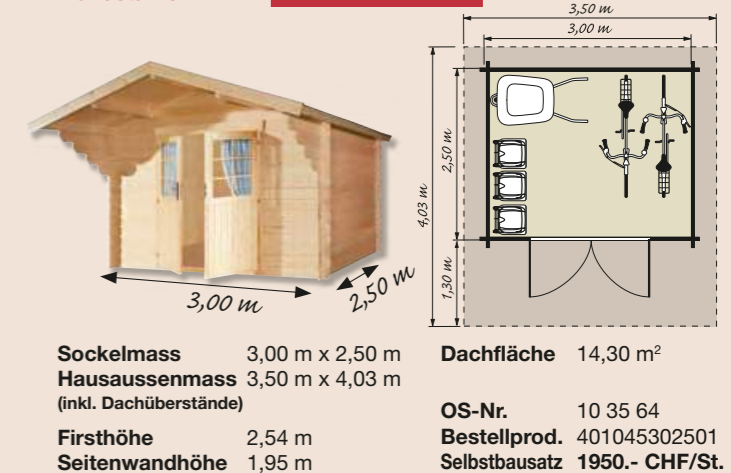 3,50 m
3,00 m
2,50 m
4,03 m
1,30 m
3,00 m
2,50 m
Sockelmass 3,00 m x 2,50 m
Hausaussenmass 3,50 m x 4,03 m
(inkl. Dachüberstände)
Firsthöhe 2,54 m
Seitenwandhöhe 1,95 m
Dachfläche 14,30 m²
OS-Nr. 10 35 64
Bestellprod. 401045302501
Selbstbausatz 1950.- CHF/St.